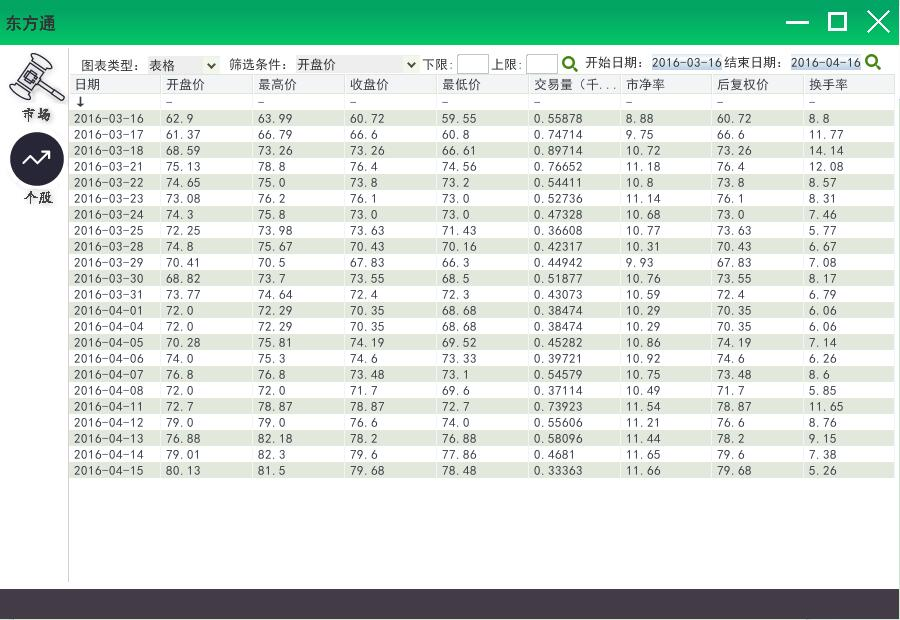 东方通
图表类型: 表格 筛选条件: 开盘价 下限: 上限: 开始日期: 2016-03-16 结束日期: 2016-04-16
市场
个股
日期 开盘价 最高价 收盘价 最低价 交易量（千... 市净率 后复权价 换手率
↓ – – – – – – – –
2016-03-16 62.9 63.99 60.72 59.55 0.55878 8.88 60.72 8.8
2016-03-17 61.37 66.79 66.6 60.8 0.74714 9.75 66.6 11.77
2016-03-18 68.59 73.26 73.26 66.61 0.89714 10.72 73.26 14.14
2016-03-21 75.13 78.8 76.4 74.56 0.76652 11.18 76.4 12.08
2016-03-22 74.65 75.0 73.8 73.2 0.54411 10.8 73.8 8.57
2016-03-23 73.08 76.2 76.1 73.0 0.52736 11.14 76.1 8.31
2016-03-24 74.3 75.8 73.0 73.0 0.47328 10.68 73.0 7.46
2016-03-25 72.25 73.98 73.63 71.43 0.36608 10.77 73.63 5.77
2016-03-28 74.8 75.67 70.43 70.16 0.42317 10.31 70.43 6.67
2016-03-29 70.41 70.5 67.83 66.3 0.44942 9.93 67.83 7.08
2016-03-30 68.82 73.7 73.55 68.5 0.51877 10.76 73.55 8.17
2016-03-31 73.77 74.64 72.4 72.3 0.43073 10.59 72.4 6.79
2016-04-01 72.0 72.29 70.35 68.68 0.38474 10.29 70.35 6.06
2016-04-04 72.0 72.29 70.35 68.68 0.38474 10.29 70.35 6.06
2016-04-05 70.28 75.81 74.19 69.52 0.45282 10.86 74.19 7.14
2016-04-06 74.0 75.3 74.6 73.33 0.39721 10.92 74.6 6.26
2016-04-07 76.8 76.8 73.48 73.1 0.54579 10.75 73.48 8.6
2016-04-08 72.0 72.0 71.7 69.6 0.37114 10.49 71.7 5.85
2016-04-11 72.7 78.87 78.87 72.7 0.73923 11.54 78.87 11.65
2016-04-12 79.0 79.0 76.6 74.0 0.55606 11.21 76.6 8.76
2016-04-13 76.88 82.18 78.2 76.88 0.58096 11.44 78.2 9.15
2016-04-14 79.01 82.3 79.6 77.86 0.4681 11.65 79.6 7.38
2016-04-15 80.13 81.5 79.68 78.48 0.33363 11.66 79.68 5.26